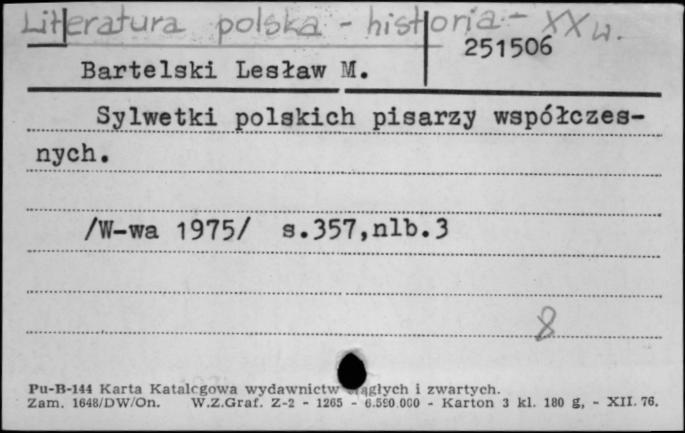 Literatura polska - historia - XX w.
251506
Bartelski Lesław M.
Sylwetki polskich pisarzy współczes-
nych.
/W-wa 1975/ s.357,nlb.3
8
Pu-B-144 Karta Katalogowa wydawnictw ciągłych i zwartych.
Zam. 1648/DW/On. W.Z.Graf. Z-2 - 1265 - 6.590.000 - Karton 3 kl. 180 g, - XII. 76.